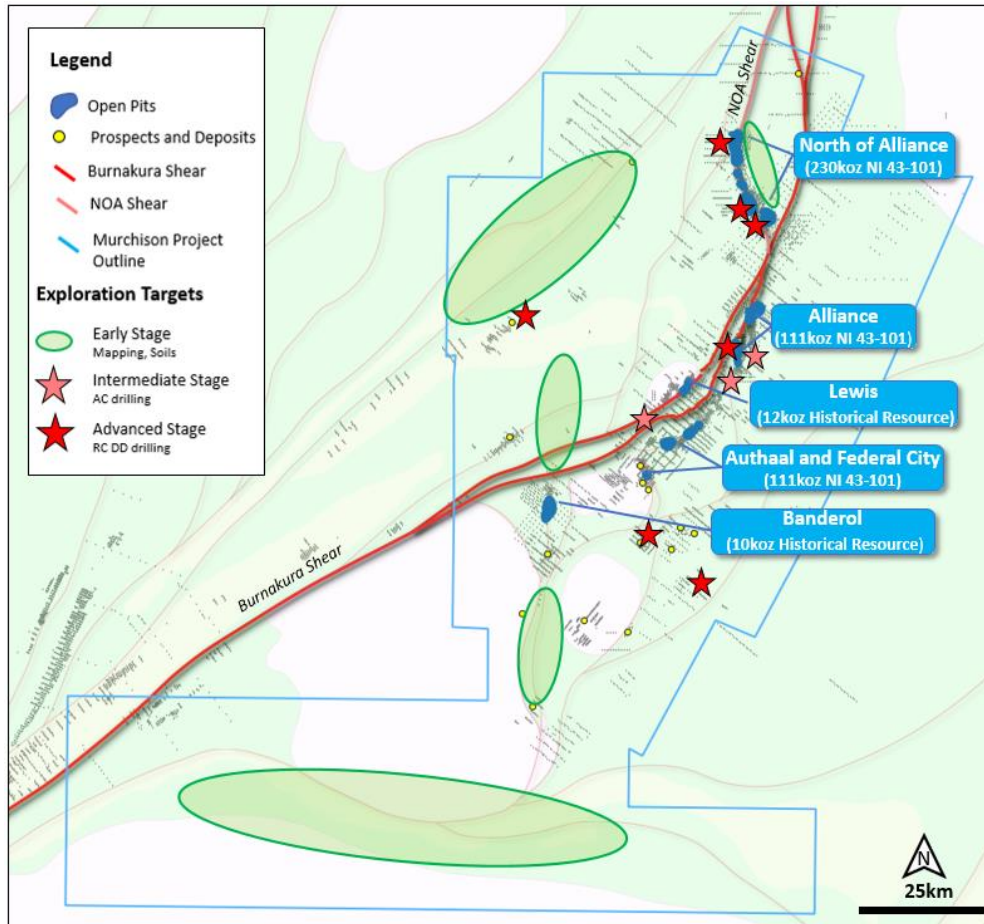 Legend
Open Pits
Prospects and Deposits
Burnakura Shear
NOA Shear
Murchison Project
Outline
Exploration Targets
Early Stage
Mapping, Soils
Intermediate Stage
AC drilling
Advanced Stage
RC DD drilling
NOA Shear
North of Alliance
(230koz NI 43-101)
Alliance
(111koz NI 43-101)
Lewis
(12koz Historical Resource)
Authaal and Federal City
(111koz NI 43-101)
Banderol
(10koz Historical Resource)
Burnakura Shear
N
25km